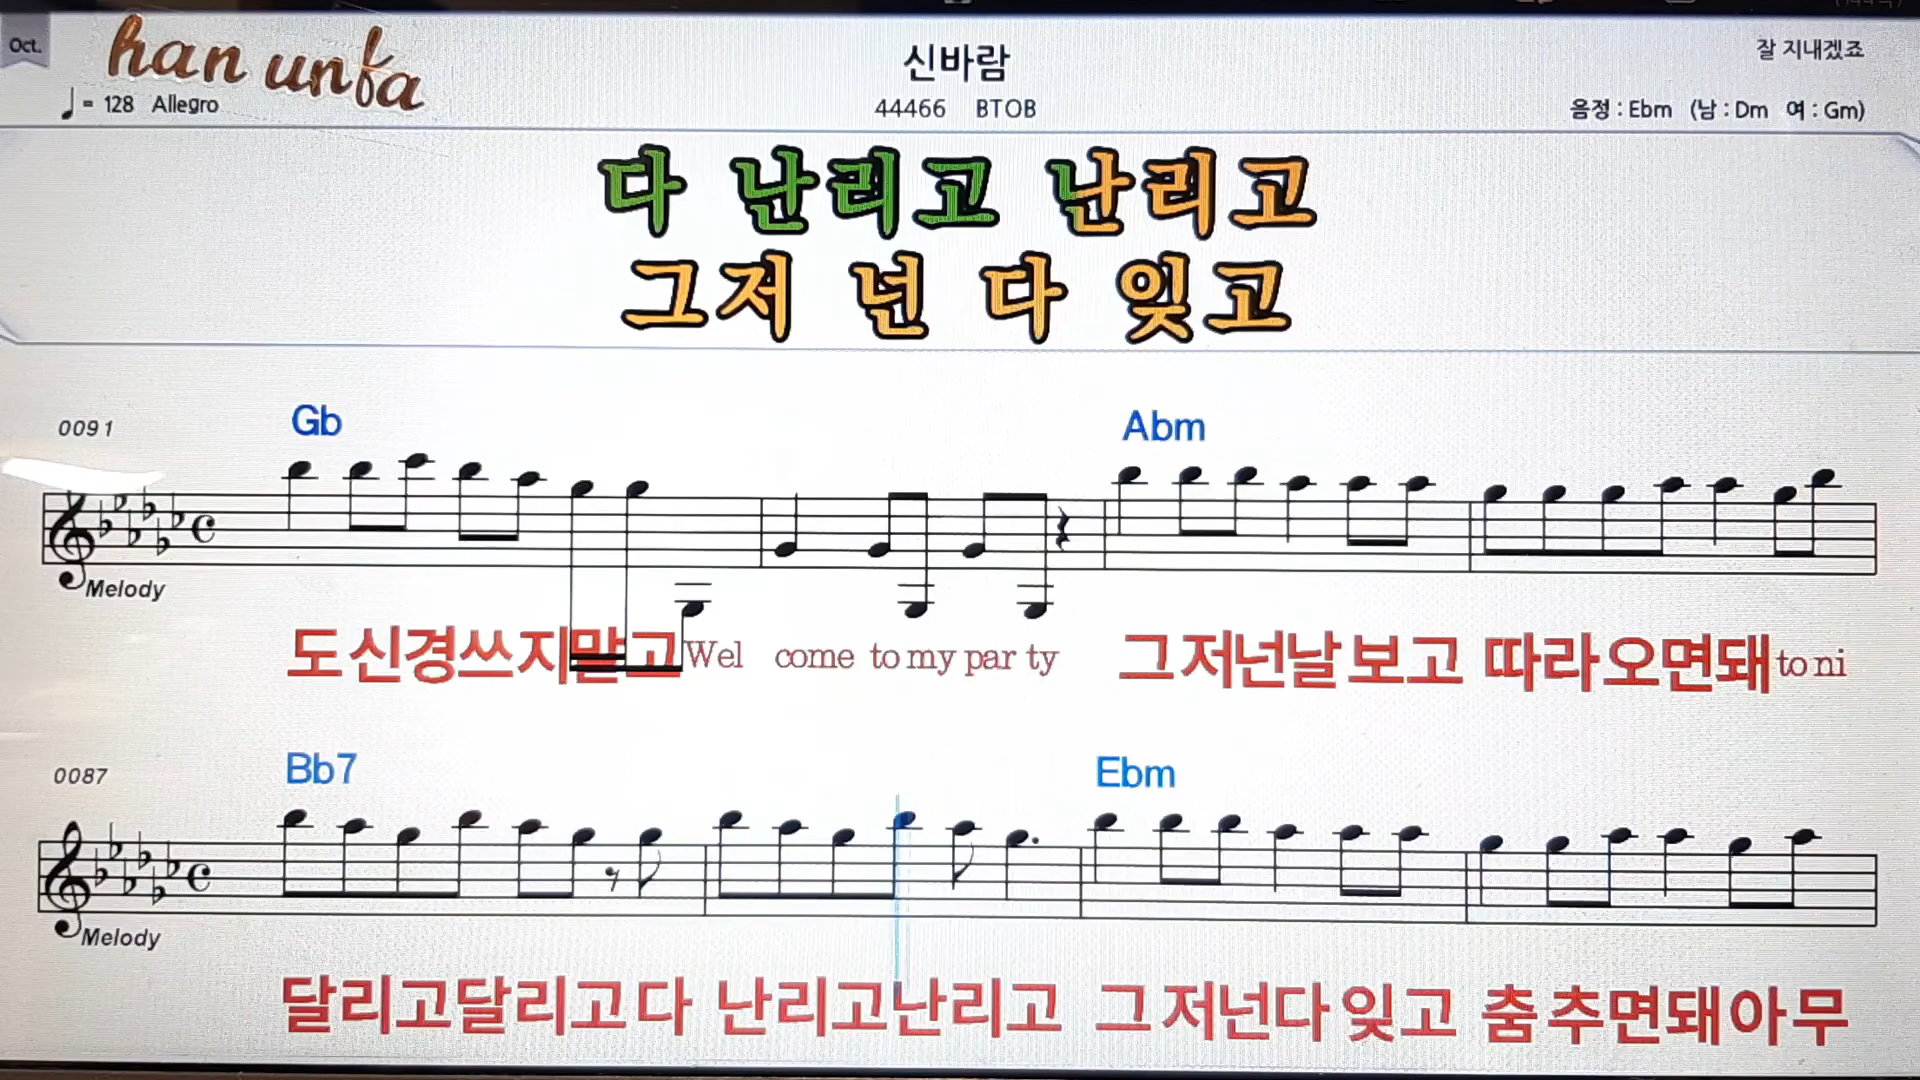 Oct.
han unfa
신바람
잘 지내겠죠
♩ = 128 Allegro
44466 BTOB
음정 : Ebm (남 : Dm 여 : Gm)
다 난리고 난리고
그저 넌 다 잊고
0091
Gb Abm
Melody
도신경쓰지말고Wel come to my par ty 그저넌날보고 따라오면돼to ni
0087
Bb7 Ebm
Melody
달리고달리고다 난리고난리고 그저넌다잊고 춤추면돼아무